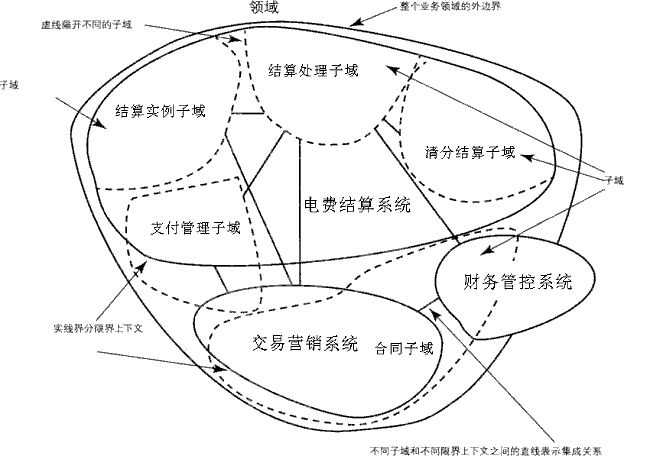 领域
整个业务领域的外边界
虚线隔开不同的子域
结算处理子域
子域
结算实例子域
清分结算子域
子域
电费结算系统
支付管理子域
财务管控系统
实线界分限界上下文
交易营销系统
合同子域
不同子域和不同限界上下文之间的直线表示集成关系